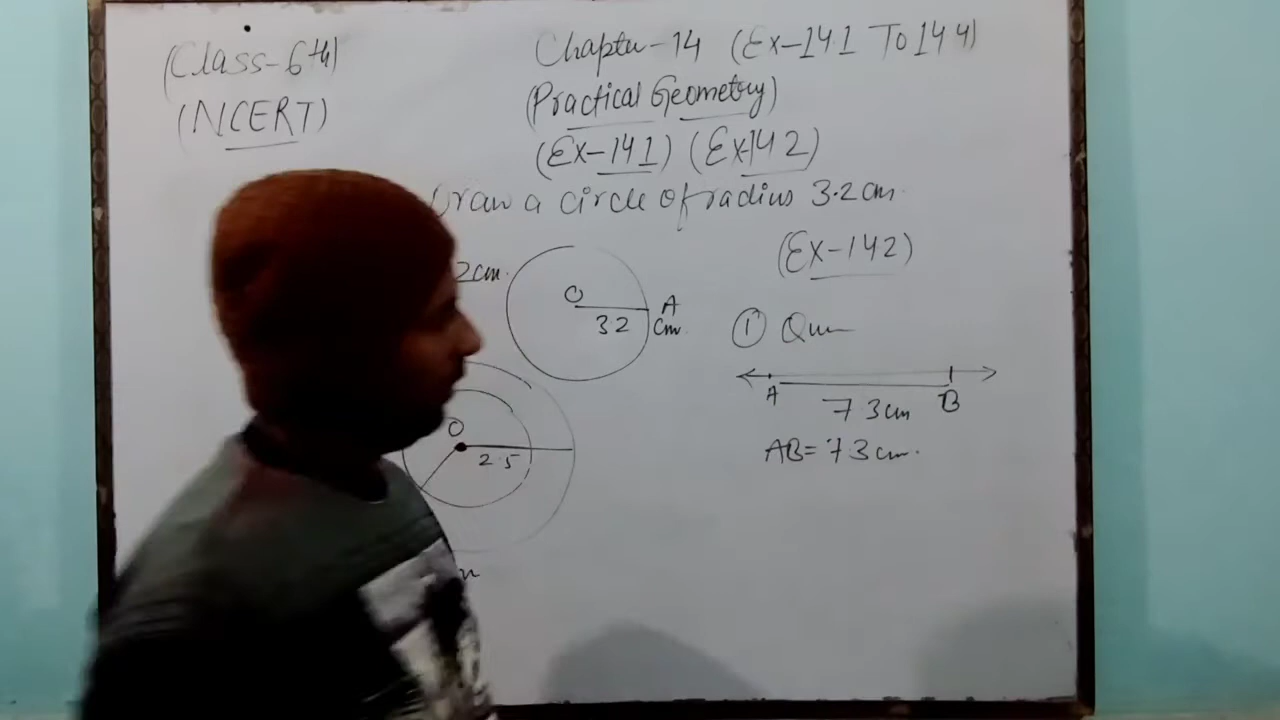 (Class-6th)
(NCERT)
Chapter-14 (Ex-14.1 To 14.4)
(Practical Geometry)
(Ex-14.1) (Ex-14.2)
Draw a circle of radius 3.2 cm.
2cm.
O
A
3.2 cm.
O
2.5
(Ex-14.2)
① Qu
A B
7.3 cm
AB = 7.3 cm.